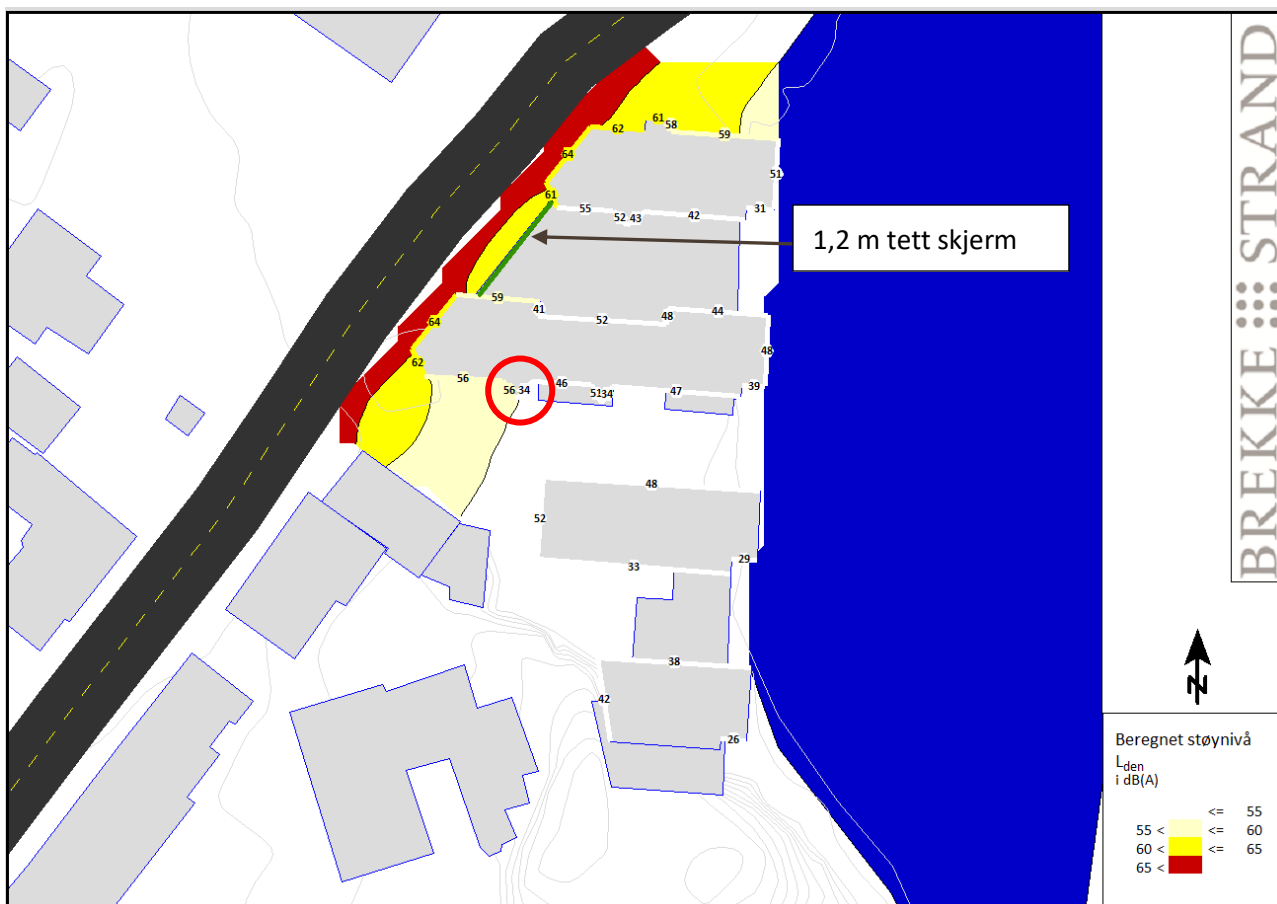 BREKKE STRAND
61
62 58
59
64
51
61
55 52 43 42 31
1,2 m tett skjerm
59
41 52 48 44
64
48
62
56 56 34 46 51 34 47 39
48
52
33 29
38
42
26
N
Beregnet støynivå
Lden
i dB(A)
<= 55
55 < <= 60
60 < <= 65
65 <